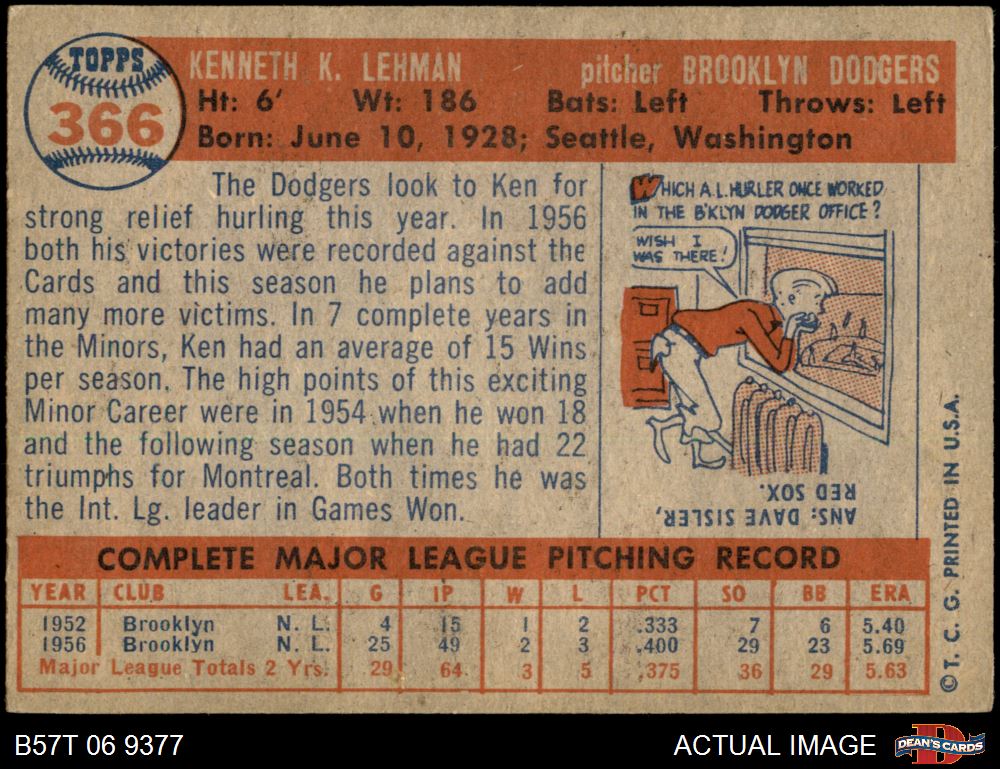 TOPPS
366
KENNETH K. LEHMAN pitcher BROOKLYN DODGERS
Ht: 6' Wt: 186 Bats: Left Throws: Left
Born: June 10, 1928; Seattle, Washington
The Dodgers look to Ken for
strong relief hurling this year. In 1956
both his victories were recorded against the
Cards and this season he plans to add
many more victims. In 7 complete years in
the Minors, Ken had an average of 15 Wins
per season. The high points of this exciting
Minor Career were in 1954 when he won 18
and the following season when he had 22
triumphs for Montreal. Both times he was
the Int. Lg. leader in Games Won.
WHICH A.L. HURLER ONCE WORKED
IN THE B'KLYN DODGER OFFICE?
WISH I
WAS THERE!
ANS: DAVE SISLER,
RED SOX.
COMPLETE MAJOR LEAGUE PITCHING RECORD
YEAR CLUB LEA. G IP W L PCT SO BB ERA
1952 Brooklyn N. L. 4 15 1 2 .333 7 6 5.40
1956 Brooklyn N. L. 25 49 2 3 .400 29 23 5.69
Major League Totals 2 Yrs. 29 64 3 5 .375 36 29 5.63
©T. C. G. PRINTED IN U.S.A.
B57T 06 9377 ACTUAL IMAGE DEAN'S CARDS